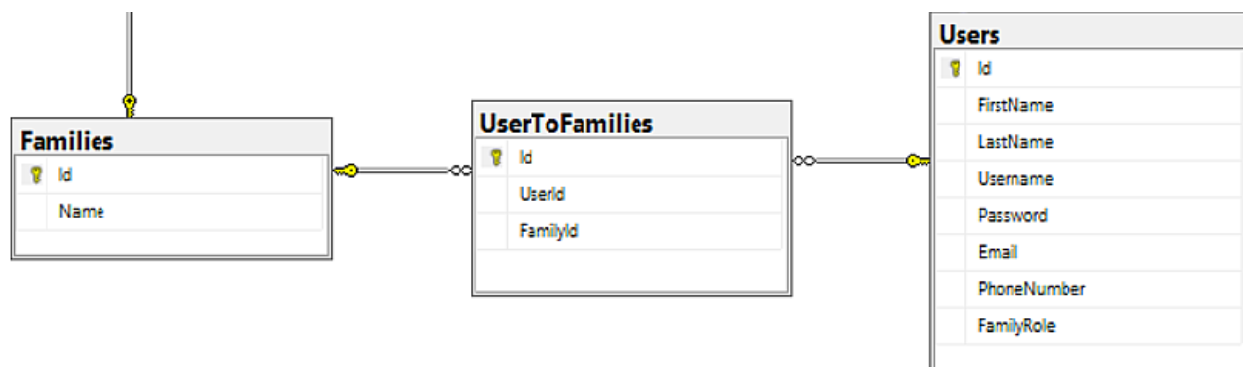 Families
Id
Name
UserToFamilies
Id
UserId
FamilyId
Users
Id
FirstName
LastName
Username
Password
Email
PhoneNumber
FamilyRole